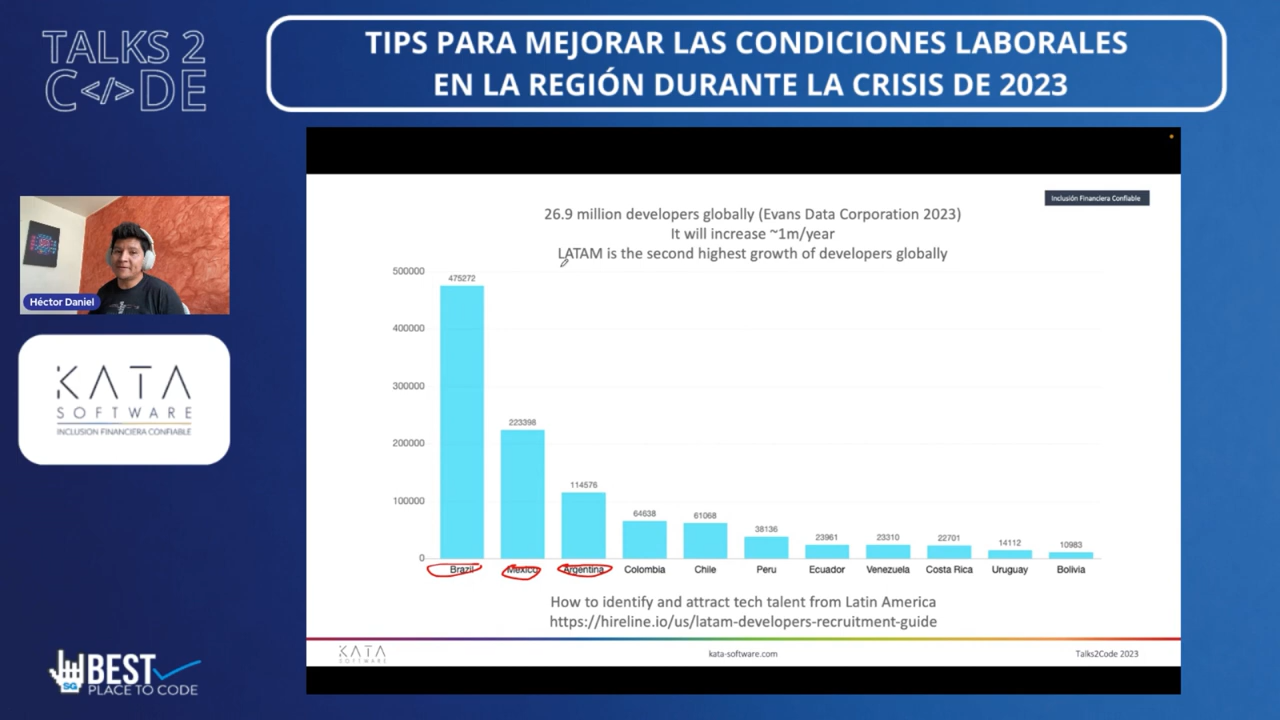 TALKS 2
C</>DE
TIPS PARA MEJORAR LAS CONDICIONES LABORALES
EN LA REGIÓN DURANTE LA CRISIS DE 2023
Inclusión Financiera Confiable
26.9 million developers globally (Evans Data Corporation 2023)
It will increase ~1m/year
LATAM is the second highest growth of developers globally
Héctor Daniel
KATA
SOFTWARE
INCLUSION FINANCIERA CONFIABLE
500000
400000
300000
200000
100000
0
475272
223398
114576
64638
61068
38136
23961
23310
22701
14112
10983
Brazil
Mexico
Argentina
Colombia
Chile
Peru
Ecuador
Venezuela
Costa Rica
Uruguay
Bolivia
How to identify and attract tech talent from Latin America
https://hireline.io/us/latam-developers-recruitment-guide
KATA
SOFTWARE
kata-software.com
Talks2Code 2023
SG
BEST
PLACE TO CODE